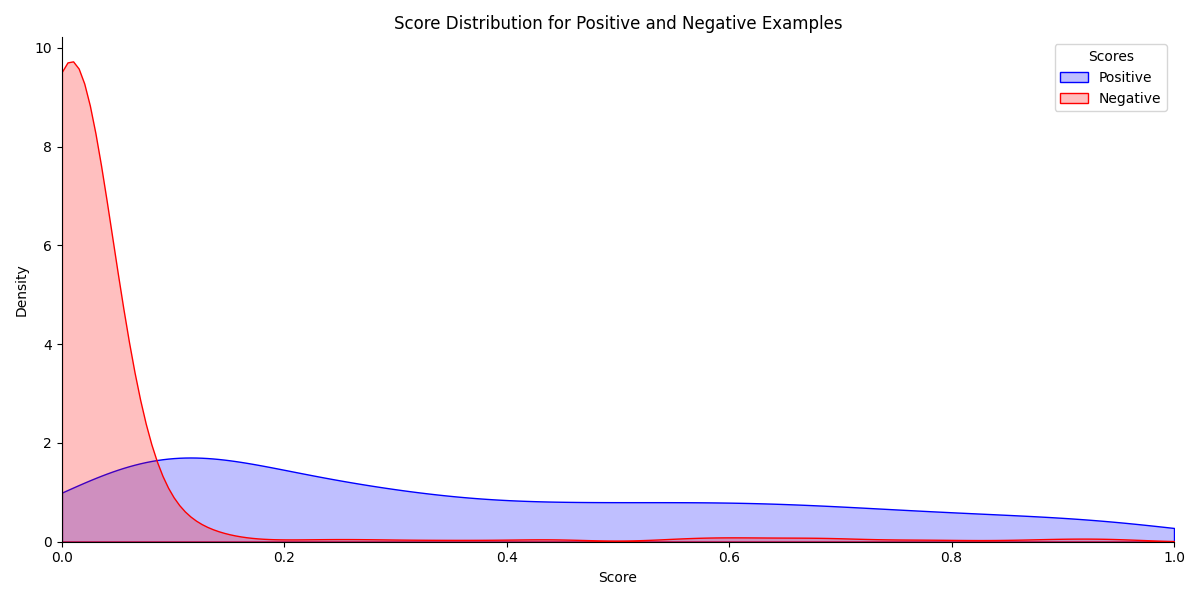 Score Distribution for Positive and Negative Examples
Scores
Positive
Negative
10
8
6
4
2
0
Density
0.0 0.2 0.4 0.6 0.8 1.0
Score